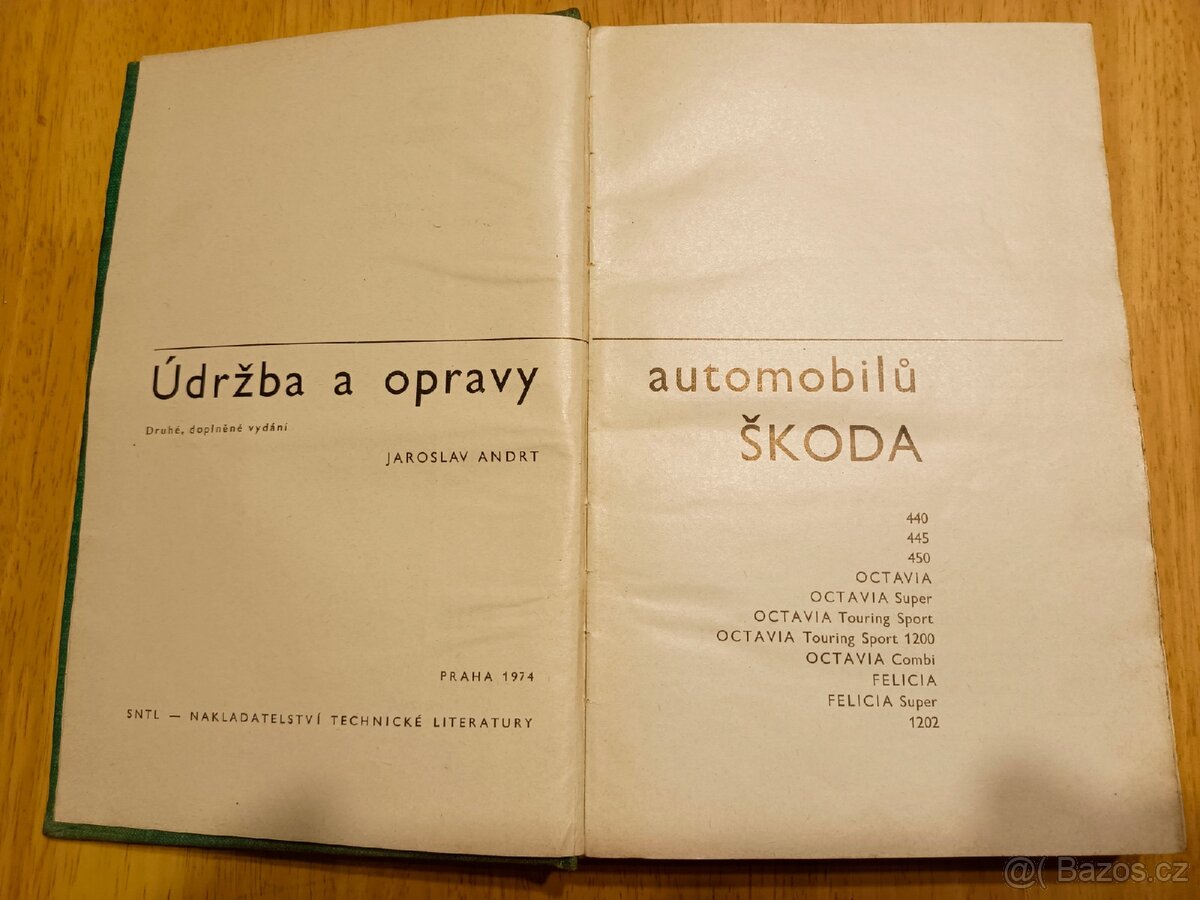 Údržba a opravy
Druhé, doplněné vydání
JAROSLAV ANDRT
PRAHA 1974
SNTL — NAKLADATELSTVÍ TECHNICKÉ LITERATURY
automobilů
ŠKODA
440
445
450
OCTAVIA
OCTAVIA Super
OCTAVIA Touring Sport
OCTAVIA Touring Sport 1200
OCTAVIA Combi
FELICIA
FELICIA Super
1202
@( Bazos.cz